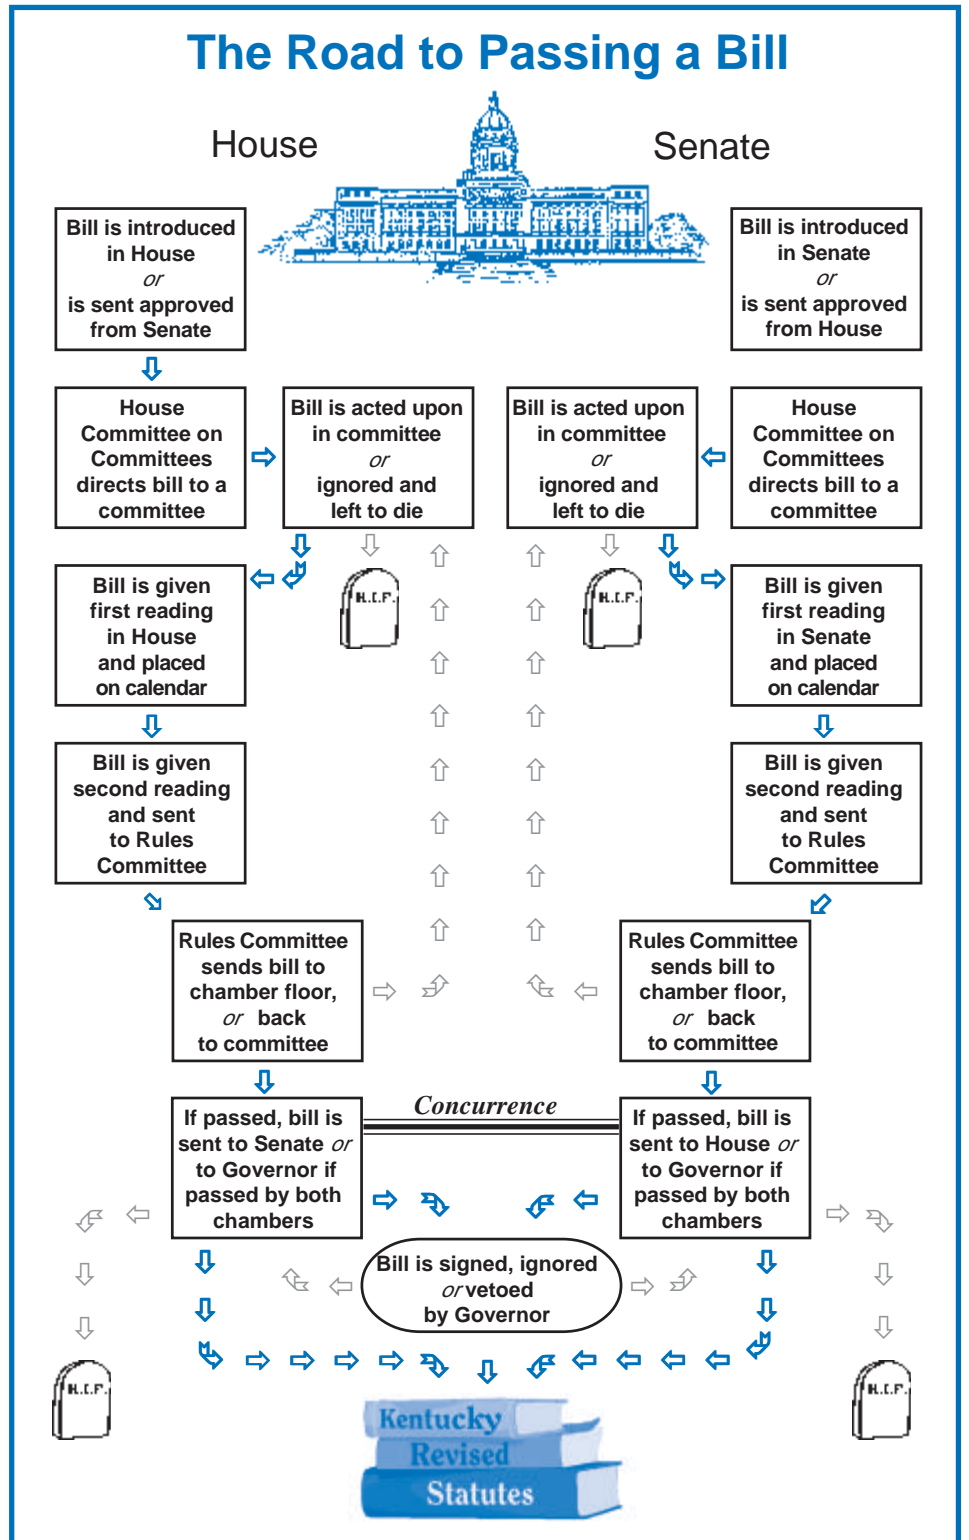 The Road to Passing a Bill
House
Senate
Bill is introduced
in House
or
is sent approved
from Senate
Bill is introduced
in Senate
or
is sent approved
from House
House
Committee on
Committees
directs bill to a
committee
Bill is acted upon
in committee
or
ignored and
left to die
Bill is acted upon
in committee
or
ignored and
left to die
House
Committee on
Committees
directs bill to a
committee
R.I.P.
R.I.P.
Bill is given
first reading
in House
and placed
on calendar
Bill is given
first reading
in Senate
and placed
on calendar
Bill is given
second reading
and sent
to Rules
Committee
Bill is given
second reading
and sent
to Rules
Committee
Rules Committee
sends bill to
chamber floor,
or back
to committee
Rules Committee
sends bill to
chamber floor,
or back
to committee
Concurrence
If passed, bill is
sent to Senate or
to Governor if
passed by both
chambers
If passed, bill is
sent to House or
to Governor if
passed by both
chambers
Bill is signed, ignored
or vetoed
by Governor
R.I.P.
R.I.P.
Kentucky
Revised
Statutes